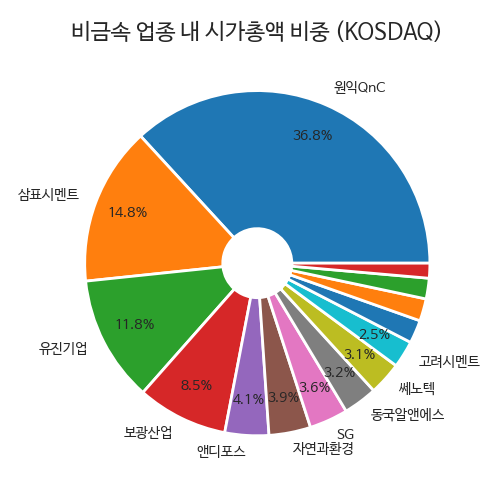 비금속 업종 내 시가총액 비중 (KOSDAQ)
원익QnC
36.8%
삼표시멘트
14.8%
유진기업
11.8%
보광산업
8.5%
앤디포스
4.1%
자연과환경
3.9%
SG
3.6%
동국알앤에스
3.2%
쎄노텍
3.1%
고려시멘트
2.5%